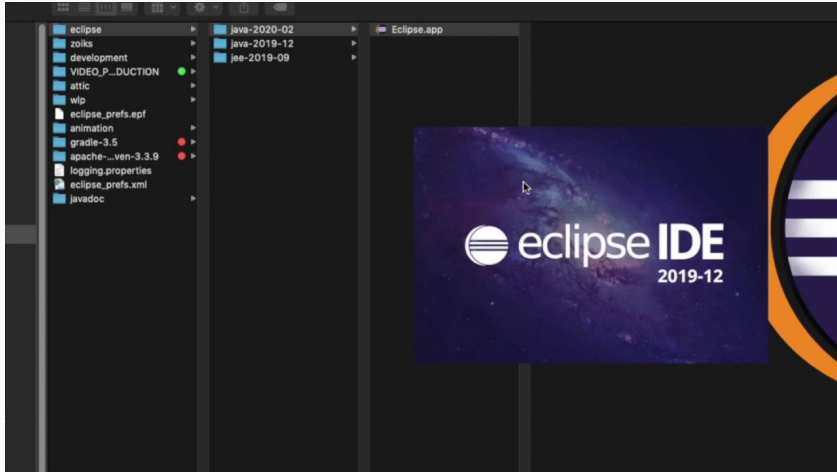 eclipse
zoiks
development
VIDEO_P...DUCTION
attic
wlp
eclipse_prefs.epf
animation
gradle-3.5
apache-...ven-3.3.9
logging.properties
eclipse_prefs.xml
javadoc
java-2020-02
java-2019-12
jee-2019-09
Eclipse.app
eclipse IDE
2019-12